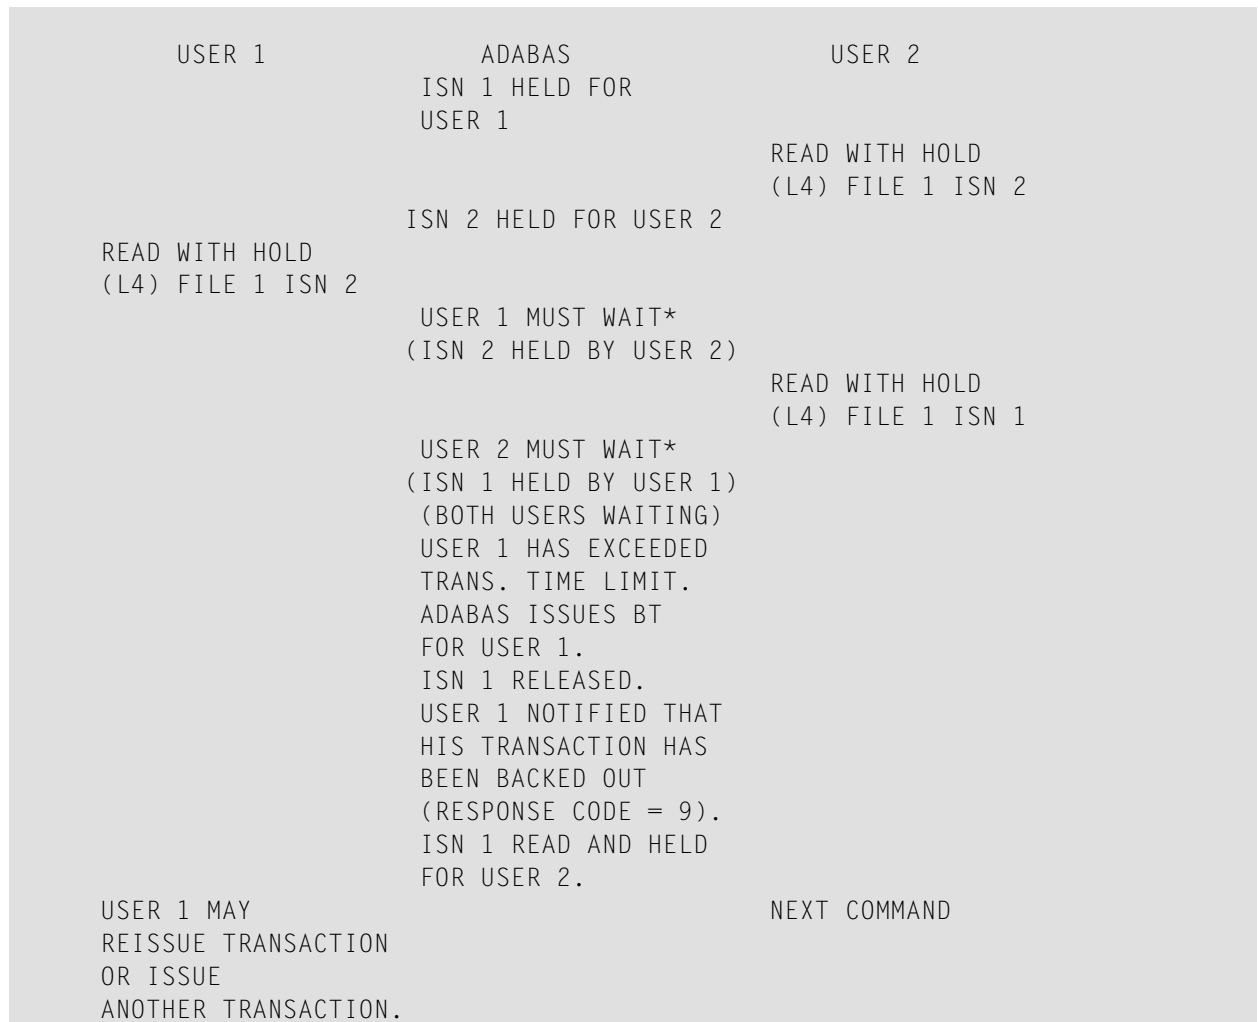 USER 1 ADABAS USER 2
ISN 1 HELD FOR
USER 1
READ WITH HOLD
(L4) FILE 1 ISN 2
ISN 2 HELD FOR USER 2
READ WITH HOLD
(L4) FILE 1 ISN 2
USER 1 MUST WAIT*
(ISN 2 HELD BY USER 2)
READ WITH HOLD
(L4) FILE 1 ISN 1
USER 2 MUST WAIT*
(ISN 1 HELD BY USER 1)
(BOTH USERS WAITING)
USER 1 HAS EXCEEDED
TRANS. TIME LIMIT.
ADABAS ISSUES BT
FOR USER 1.
ISN 1 RELEASED.
USER 1 NOTIFIED THAT
HIS TRANSACTION HAS
BEEN BACKED OUT
(RESPONSE CODE = 9).
ISN 1 READ AND HELD
FOR USER 2.
USER 1 MAY NEXT COMMAND
REISSUE TRANSACTION
OR ISSUE
ANOTHER TRANSACTION.